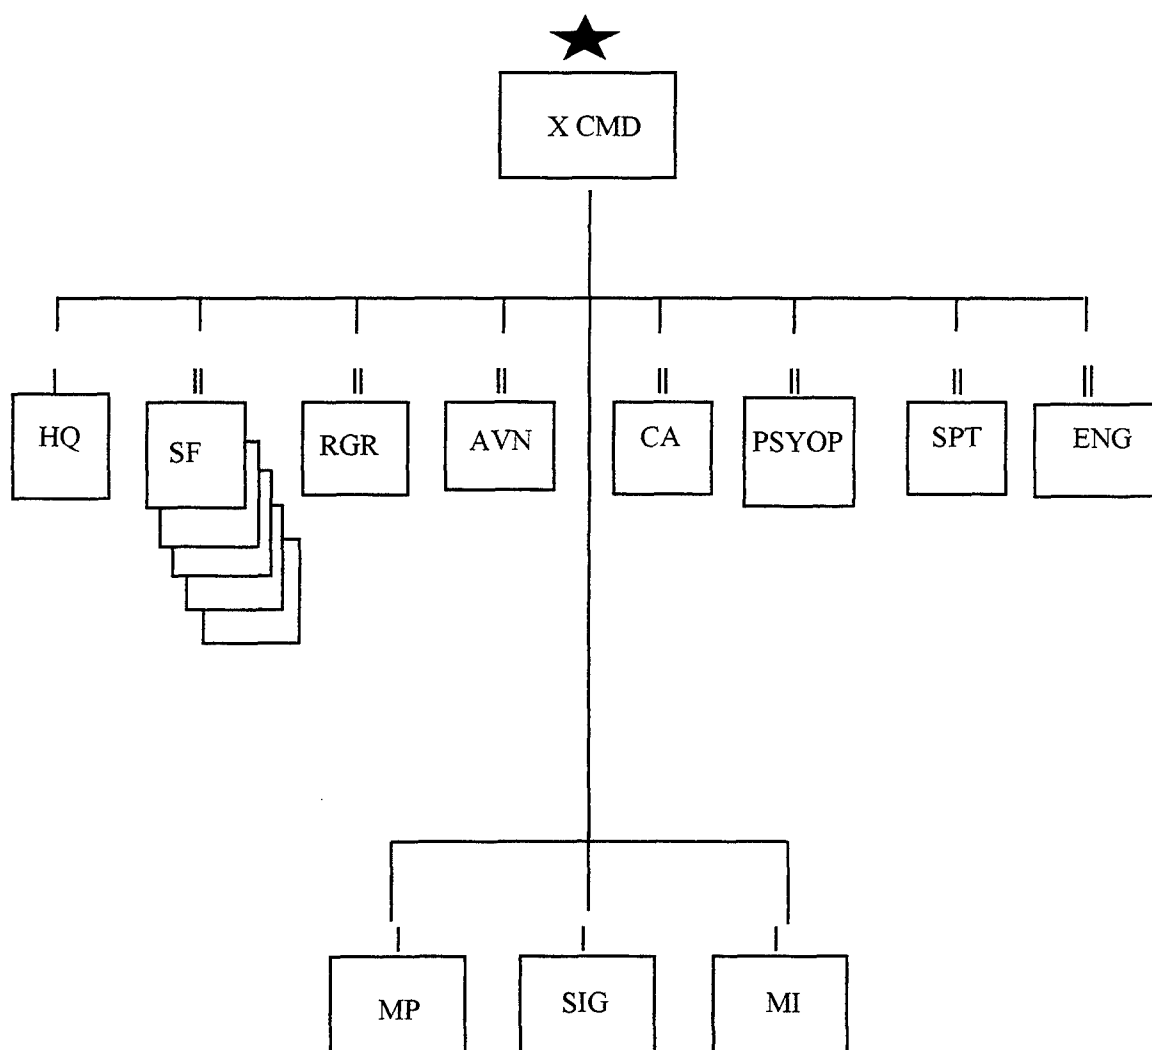 X CMD
HQ
SF
RGR
AVN
CA
PSYOP
SPT
ENG
MP
SIG
MI